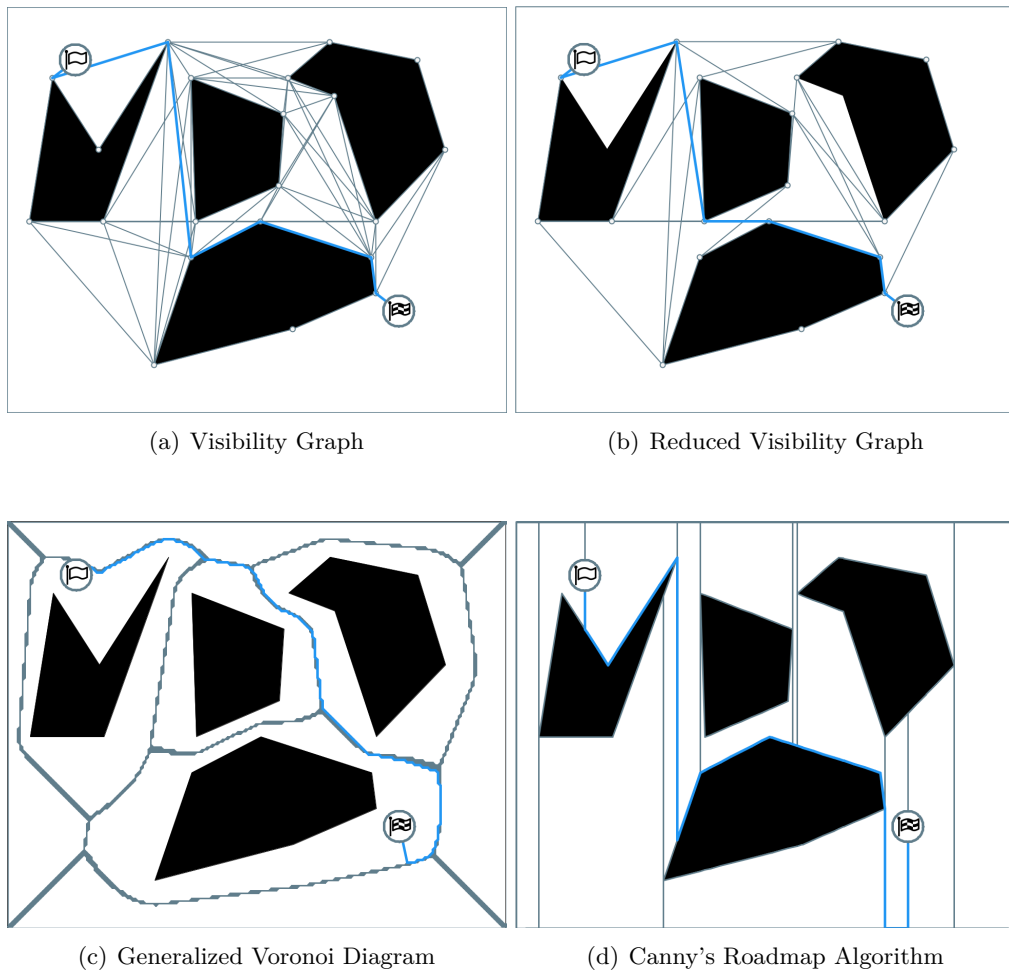 (a) Visibility Graph
(b) Reduced Visibility Graph
(c) Generalized Voronoi Diagram
(d) Canny's Roadmap Algorithm